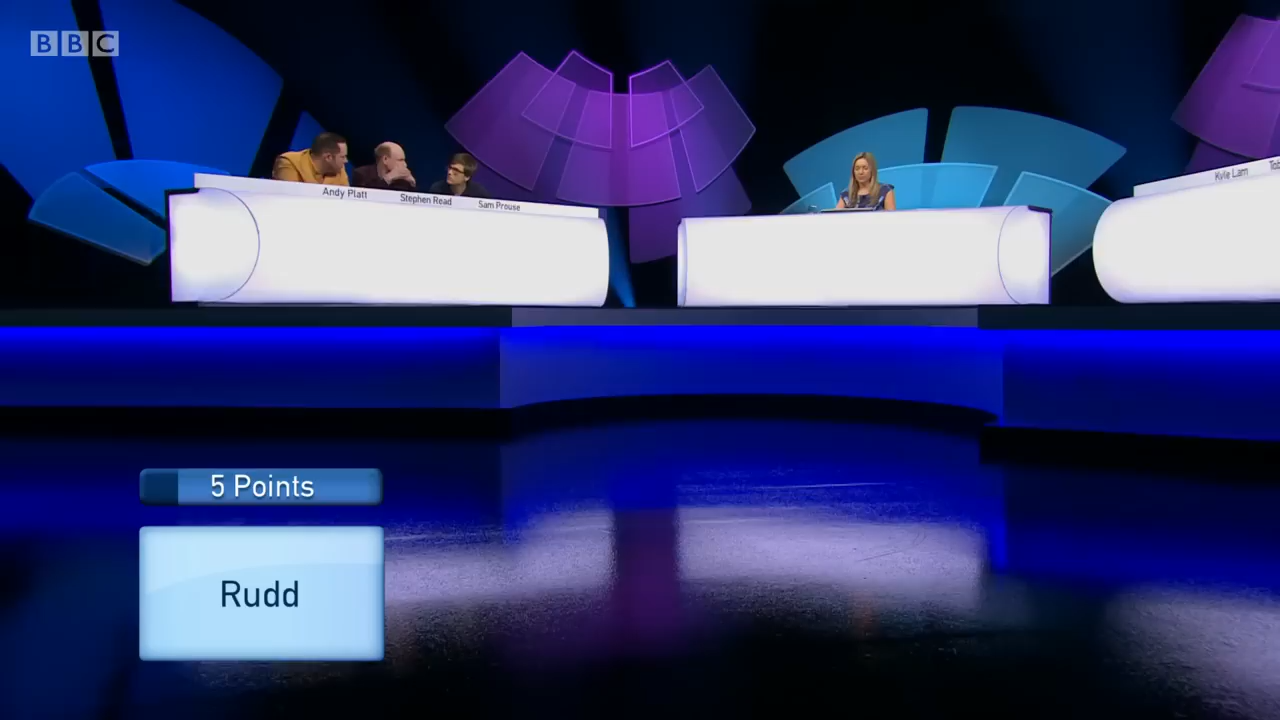 BBC
Andy Platt
Stephen Read
Sam Prouse
Kyle Lam
5 Points
Rudd